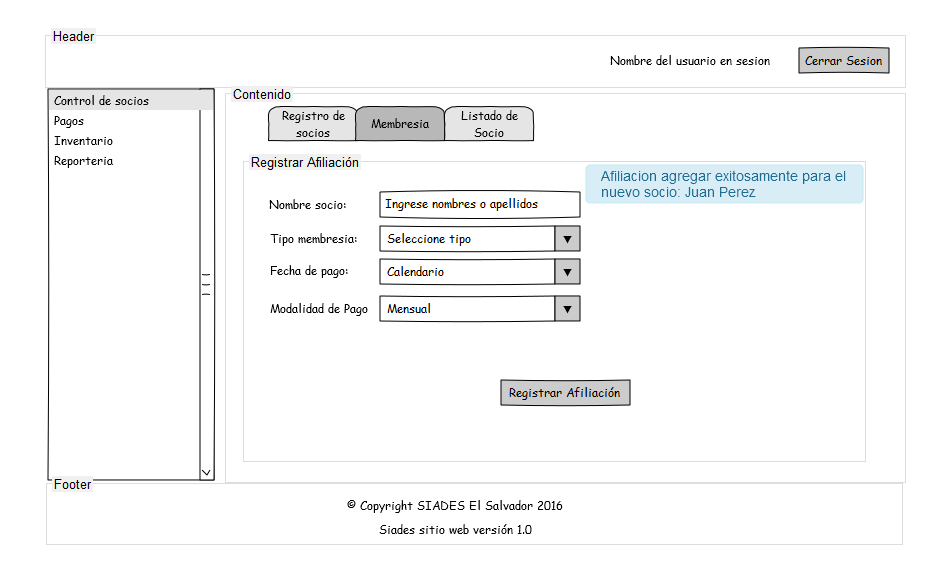 Header
Nombre del usuario en sesion
Cerrar Sesion
Control de socios
Pagos
Inventario
Reporteria
Contenido
Registro de
socios
Membresia
Listado de
Socio
Registrar Afiliación
Afiliacion agregar exitosamente para el
nuevo socio: Juan Perez
Nombre socio:
Ingrese nombres o apellidos
Tipo membresia:
Seleccione tipo
Fecha de pago:
Calendario
Modalidad de Pago
Mensual
Registrar Afiliación
Footer
© Copyright SIADES El Salvador 2016
Siades sitio web versión 1.0